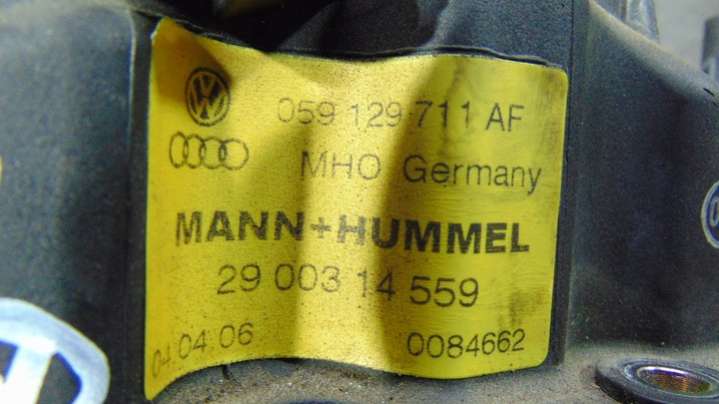 059 129 711 AF
MHO Germany
MANN+HUMMEL
29 003 14 559
04.04.06 0084662